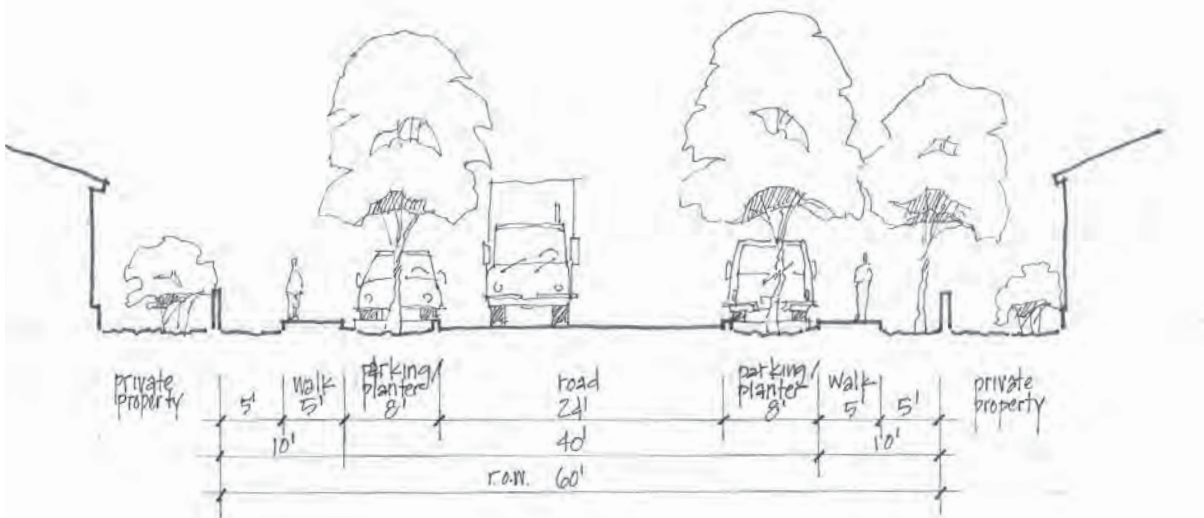 private
property
5'
walk
5'
parking/
planter
8'
road
24'
parking/
planter
8'
walk
5
5'
private
property
10'
40'
10'
r.o.w. 60'